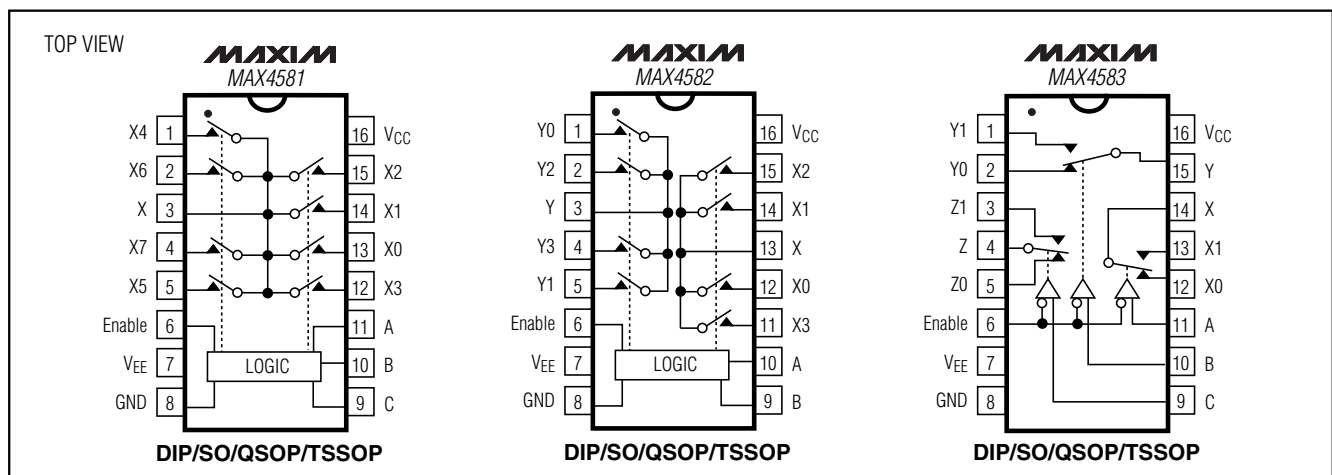 TOP VIEW
MAXIM
MAX4581
X4 1
X6 2
X 3
X7 4
X5 5
Enable 6
VEE 7
GND 8
16 VCC
15 X2
14 X1
13 X0
12 X3
11 A
10 B
9 C
LOGIC
DIP/SO/QSOP/TSSOP
MAXIM
MAX4582
Y0 1
Y2 2
Y 3
Y3 4
Y1 5
Enable 6
VEE 7
GND 8
16 VCC
15 X2
14 X1
13 X
12 X0
11 X3
10 A
9 B
LOGIC
DIP/SO/QSOP/TSSOP
MAXIM
MAX4583
Y1 1
Y0 2
Z1 3
Z 4
Z0 5
Enable 6
VEE 7
GND 8
16 VCC
15 Y
14 X
13 X1
12 X0
11 A
10 B
9 C
DIP/SO/QSOP/TSSOP